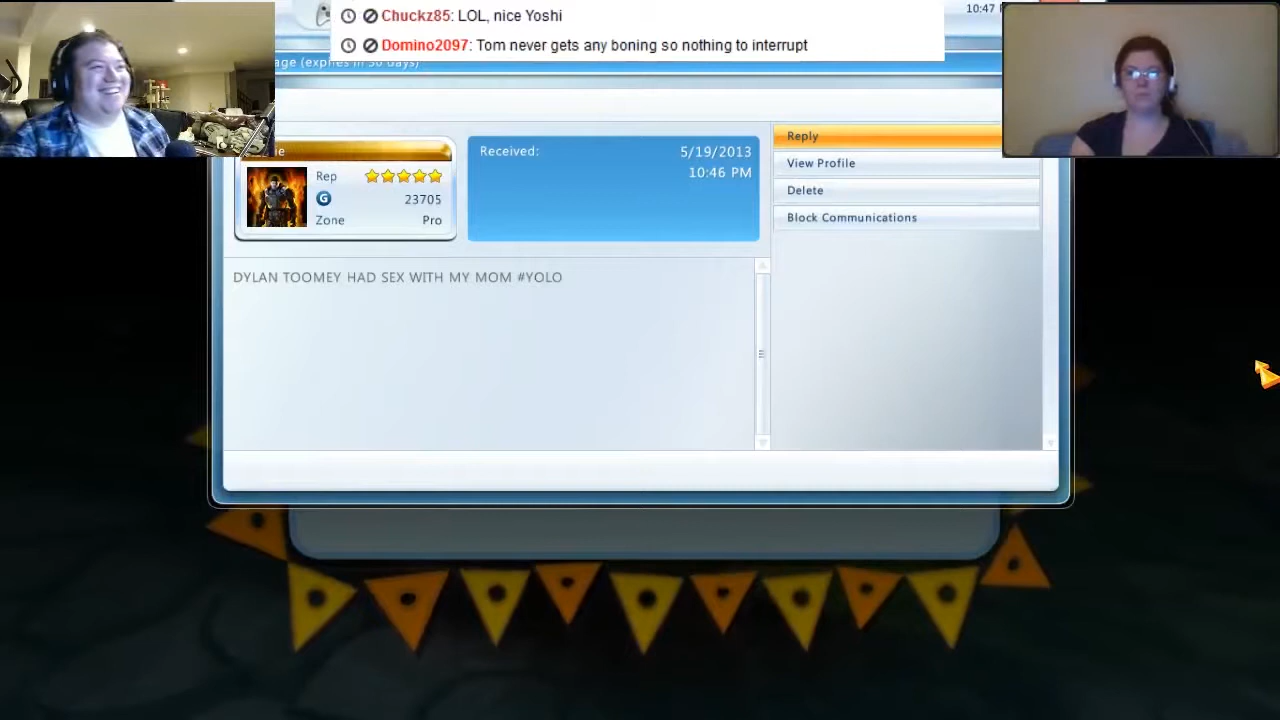 Chuckz85: LOL, nice Yoshi
10:47
Domino2097: Tom never gets any boning so nothing to interrupt
age (expires in 30 days)
Rep
23705
Zone Pro
Received: 5/19/2013
10:46 PM
Reply
View Profile
Delete
Block Communications
DYLAN TOOMEY HAD SEX WITH MY MOM #YOLO